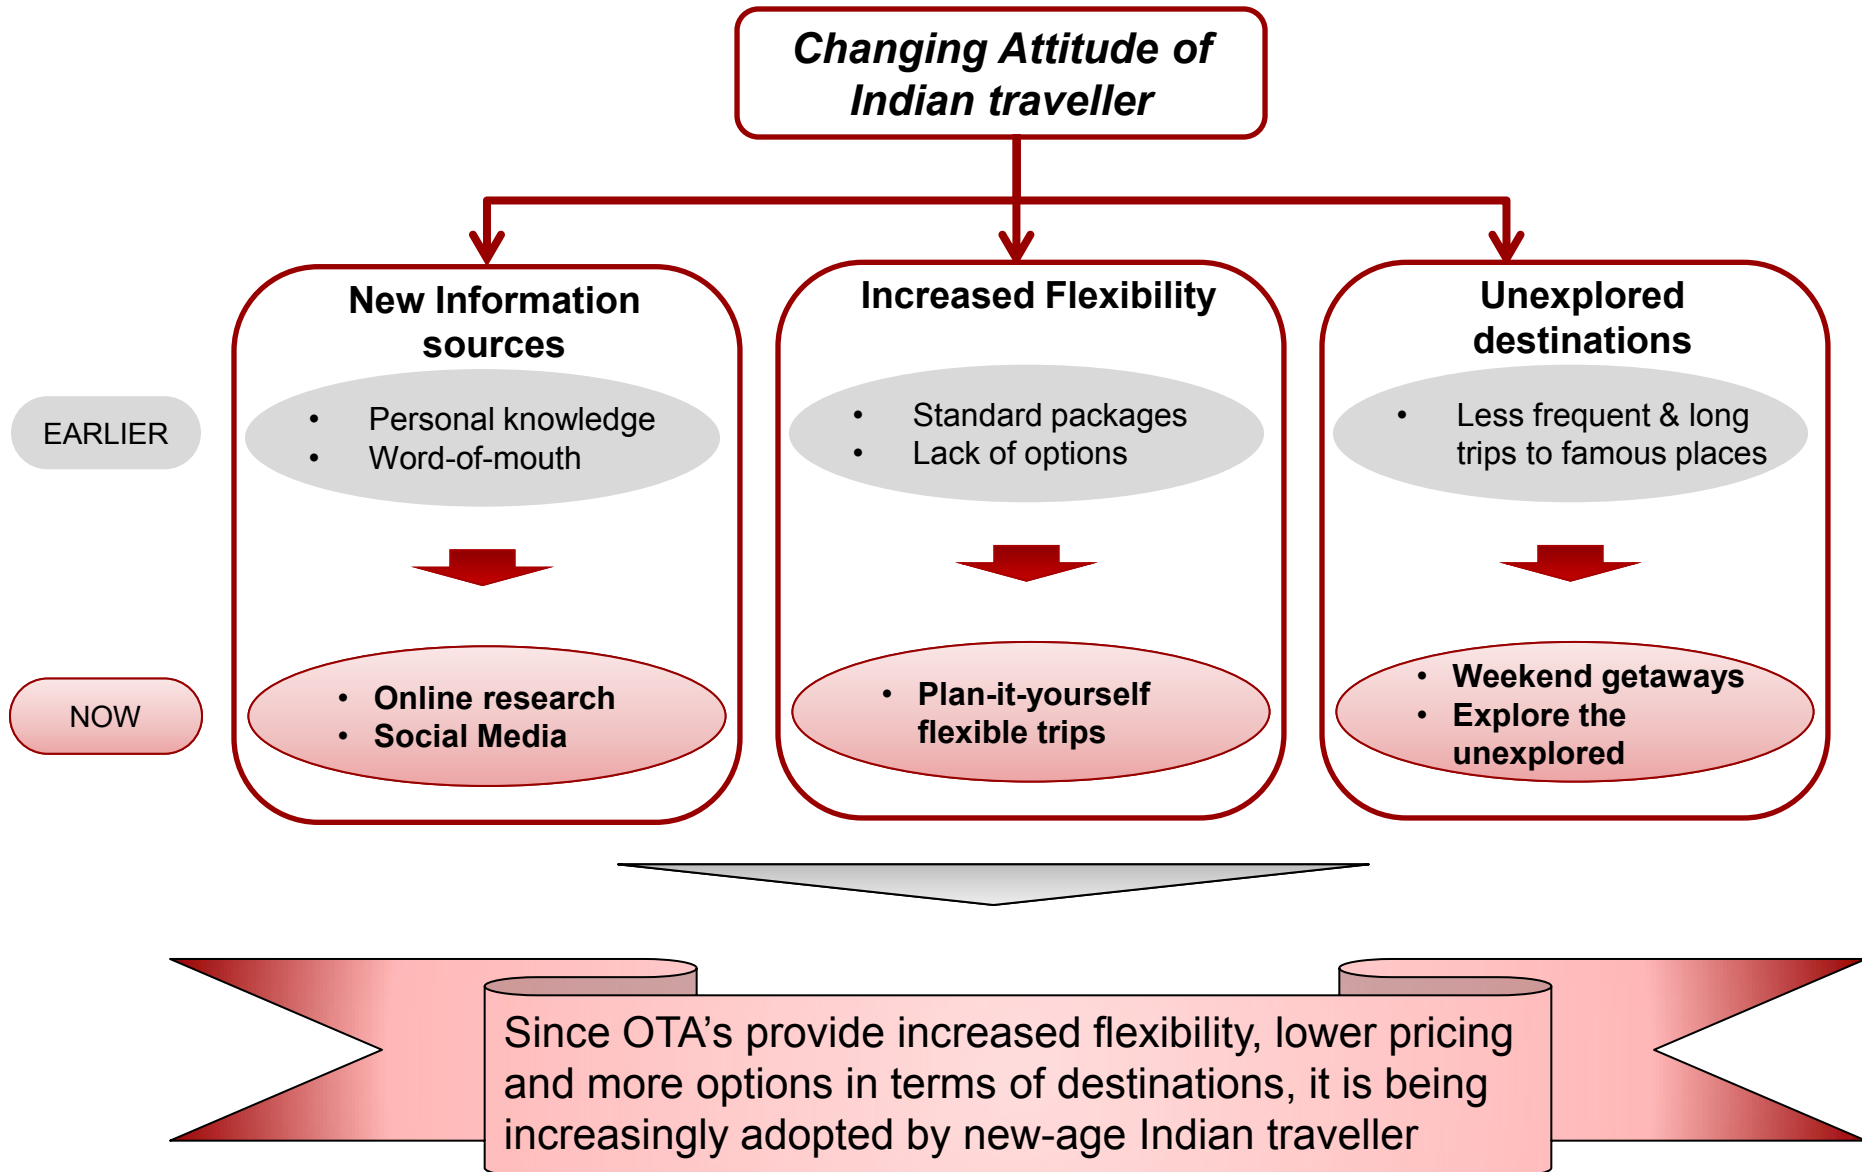 Changing Attitude of
Indian traveller
New Information
sources
Increased Flexibility
Unexplored
destinations
EARLIER
• Personal knowledge
• Word-of-mouth
• Standard packages
• Lack of options
• Less frequent & long
trips to famous places
NOW
• Online research
• Social Media
• Plan-it-yourself
flexible trips
• Weekend getaways
• Explore the
unexplored
Since OTA’s provide increased flexibility, lower pricing
and more options in terms of destinations, it is being
increasingly adopted by new-age Indian traveller